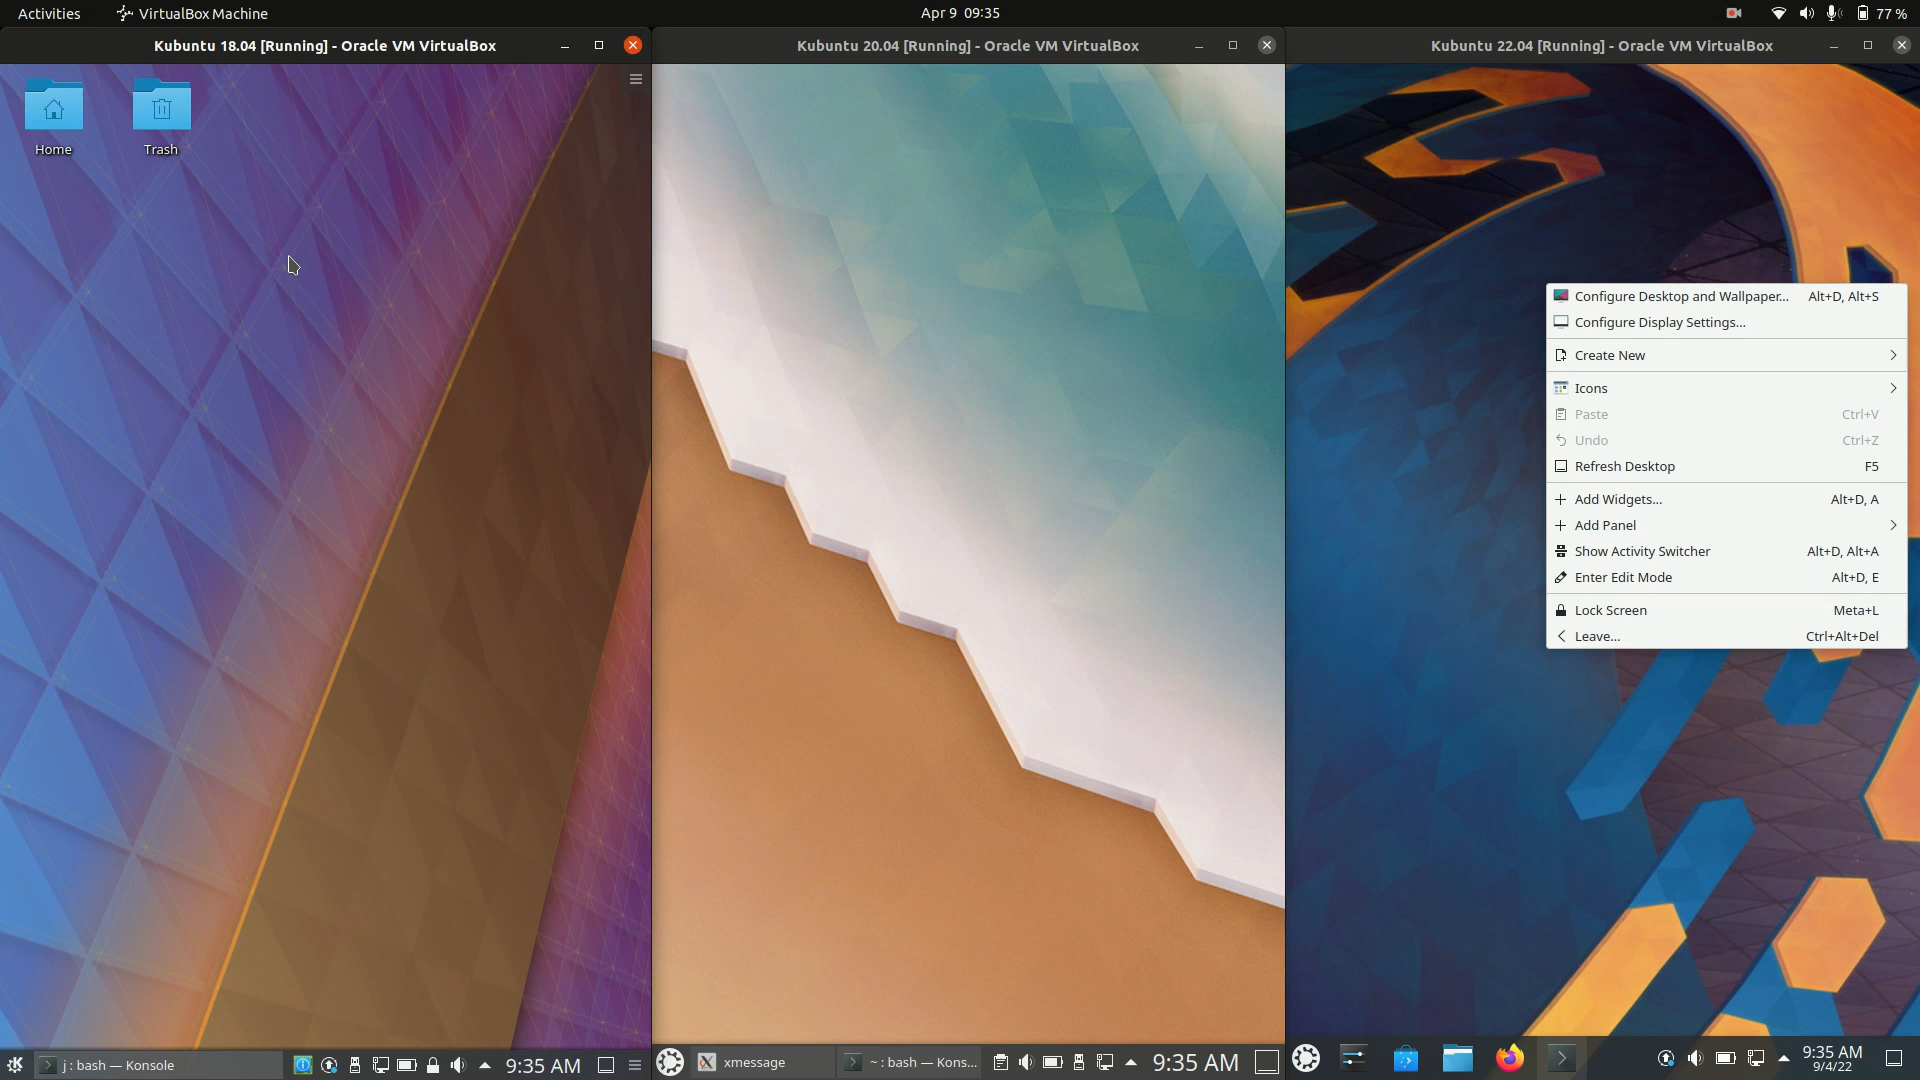 Activities
VirtualBox Machine
Apr 9 09:35
77 %
Kubuntu 18.04 [Running] - Oracle VM VirtualBox
Kubuntu 20.04 [Running] - Oracle VM VirtualBox
Kubuntu 22.04 [Running] - Oracle VM VirtualBox
Home
Trash
Configure Desktop and Wallpaper... Alt+D, Alt+S
Configure Display Settings...
Create New
Icons
Paste Ctrl+V
Undo Ctrl+Z
Refresh Desktop F5
Add Widgets... Alt+D, A
Add Panel
Show Activity Switcher Alt+D, Alt+A
Enter Edit Mode Alt+D, E
Lock Screen Meta+L
Leave... Ctrl+Alt+Del
j : bash — Konsole
9:35 AM
xmessage
~ : bash — Kons...
9:35 AM
9:35 AM
9/4/22